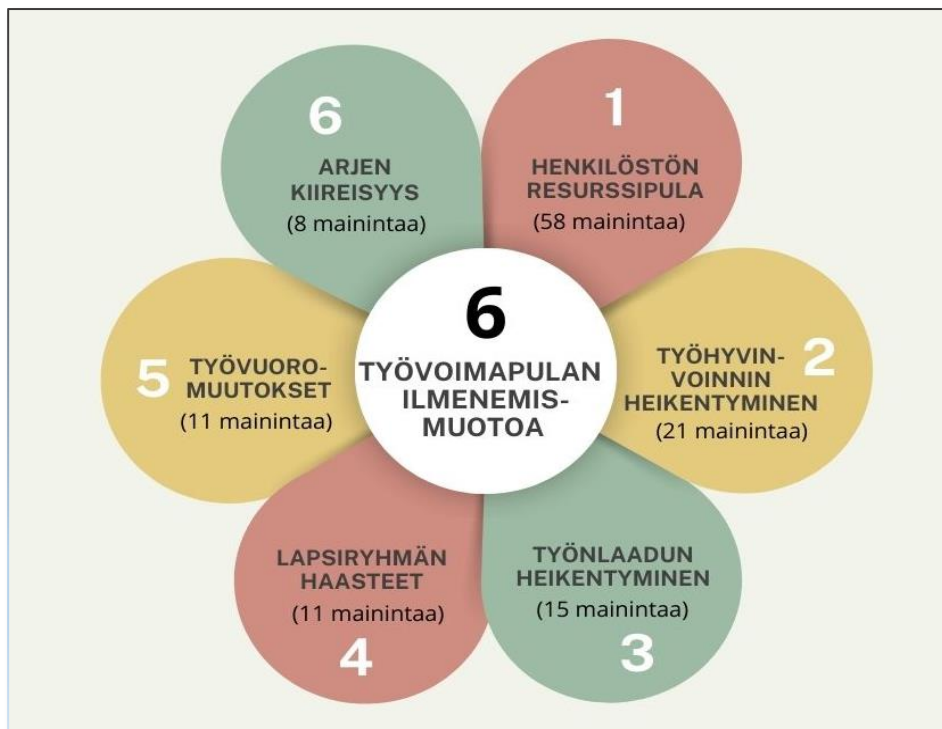 6
TYÖVOIMAPULAN
ILMENEMIS-
MUOTOA
1
HENKILÖSTÖN
RESURSSIPULA
(58 mainintaa)
2
TYÖHYVIN-
VOINNIN
HEIKENTYMINEN
(21 mainintaa)
TYÖNLAADUN
HEIKENTYMINEN
(15 mainintaa)
3
LAPSIRYHMÄN
HAASTEET
(11 mainintaa)
4
5
TYÖVUORO-
MUUTOKSET
(11 mainintaa)
6
ARJEN
KIIREISYYS
(8 mainintaa)